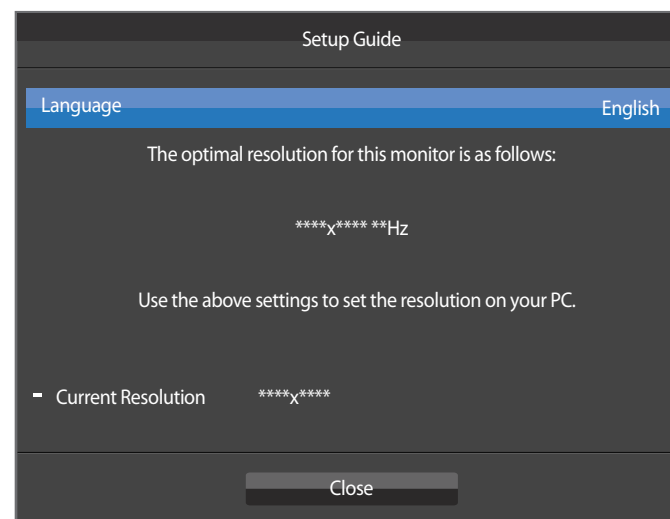 Setup Guide
Language English
The optimal resolution for this monitor is as follows:
****x**** **Hz
Use the above settings to set the resolution on your PC.
- Current Resolution ****x****
Close